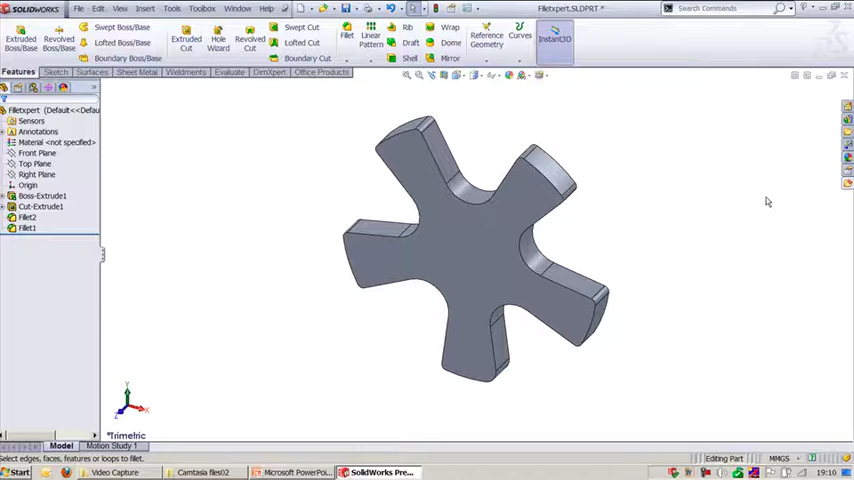 SOLIDWORKS File Edit View Insert Tools Toolbox Window Help Filletxpert.SLDPRT * Search Commands
Extruded Boss/Base
Revolved Boss/Base
Swept Boss/Base
Lofted Boss/Base
Boundary Boss/Base
Extruded Cut
Hole Wizard
Revolved Cut
Swept Cut
Lofted Cut
Boundary Cut
Fillet
Linear Pattern
Rib
Draft
Shell
Wrap
Dome
Mirror
Reference Geometry
Curves
Instant3D
Features Sketch Surfaces Sheet Metal Weldments Evaluate DimXpert Office Products
Filletxpert (Default<<Defau
Sensors
Annotations
Material <not specified>
Front Plane
Top Plane
Right Plane
Origin
Boss-Extrude1
Cut-Extrude1
Fillet2
Fillet1
Y
X
Z
*Trimetric
Model Motion Study 1
Select edges, faces, features or loops to fillet. Editing Part MMGS
Start Video Capture Camtasia files02 Microsoft PowerPoi... SolidWorks Pre... 19:10